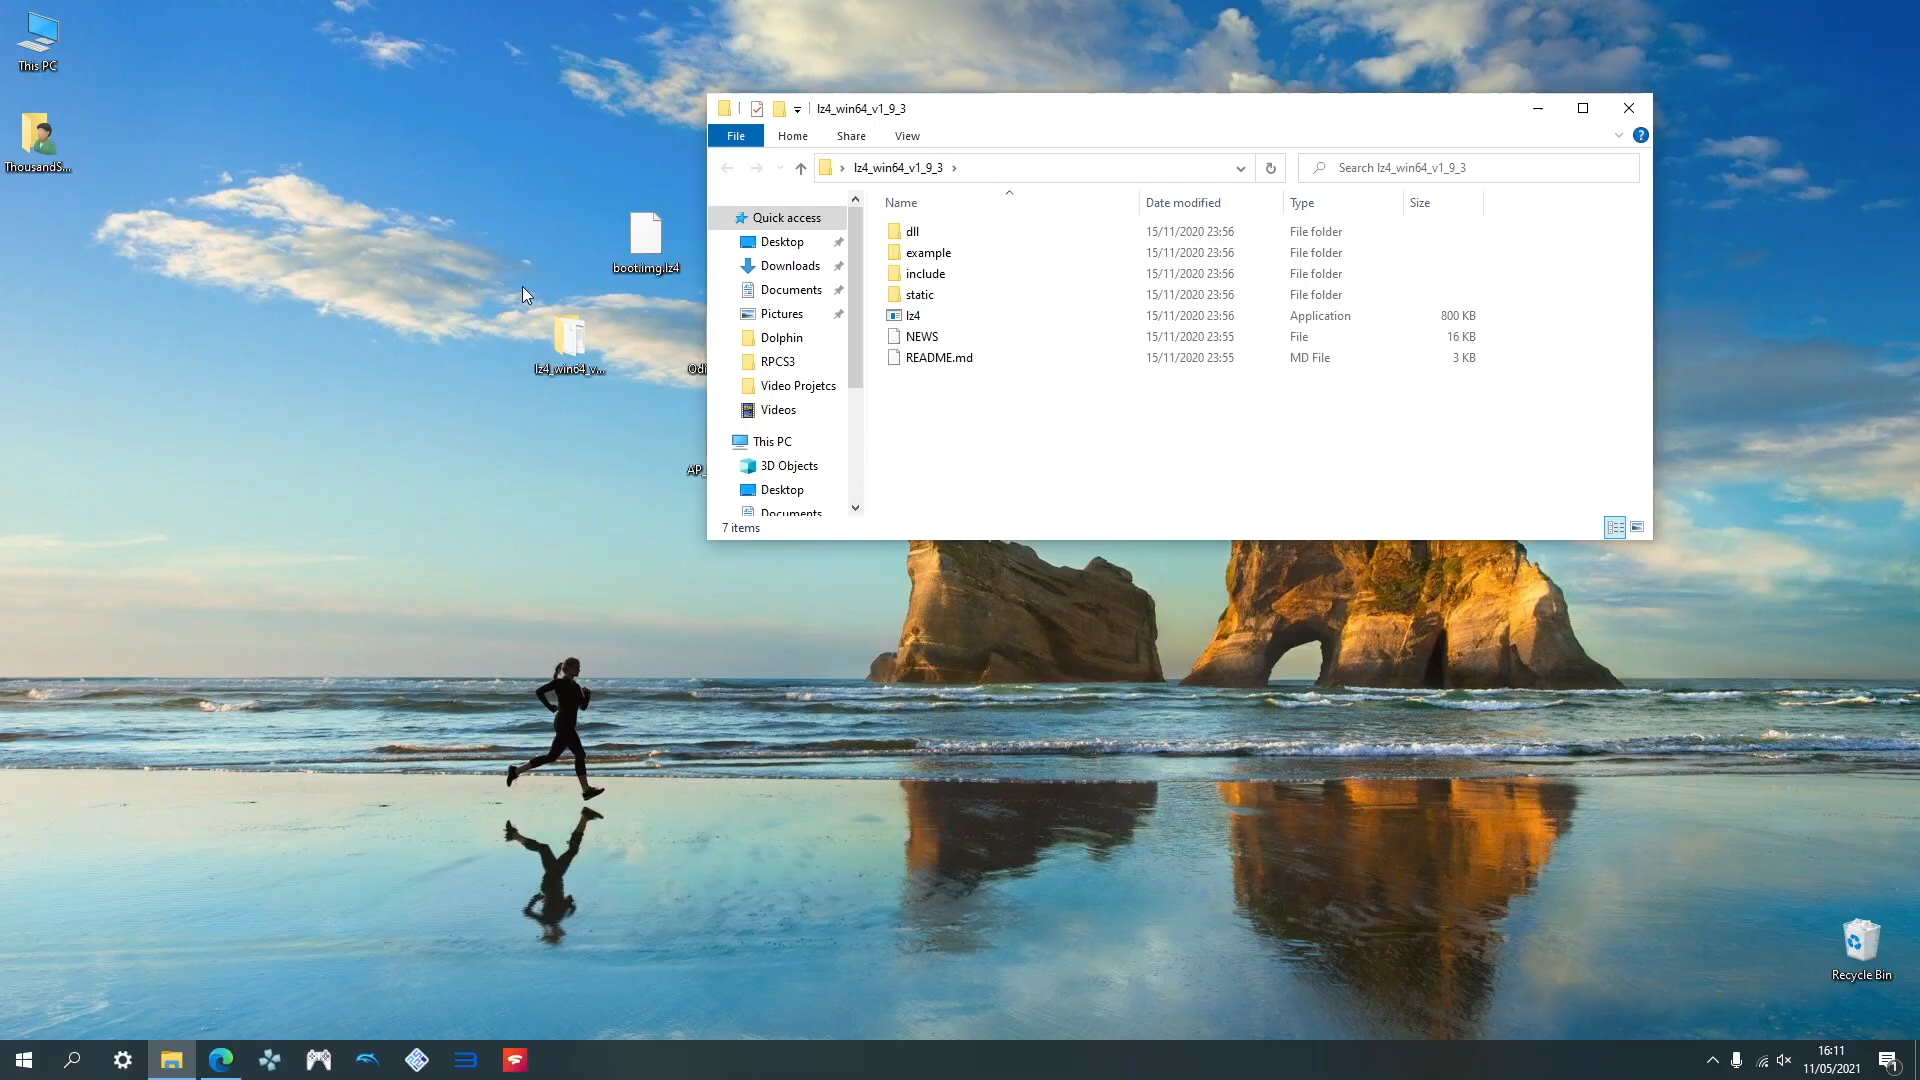 This PC
ThousandS...
boot.img.lz4
lz4_win64_v...
Odi
AP_
lz4_win64_v1_9_3
File
Home
Share
View
lz4_win64_v1_9_3
Search lz4_win64_v1_9_3
Quick access
Desktop
Downloads
Documents
Pictures
Dolphin
RPCS3
Video Projetcs
Videos
This PC
3D Objects
Desktop
Documents
Name Date modified Type Size
dll 15/11/2020 23:56 File folder
example 15/11/2020 23:56 File folder
include 15/11/2020 23:56 File folder
static 15/11/2020 23:56 File folder
lz4 15/11/2020 23:56 Application 800 KB
NEWS 15/11/2020 23:55 File 16 KB
README.md 15/11/2020 23:55 MD File 3 KB
7 items
Recycle Bin
16:11
11/05/2021
1